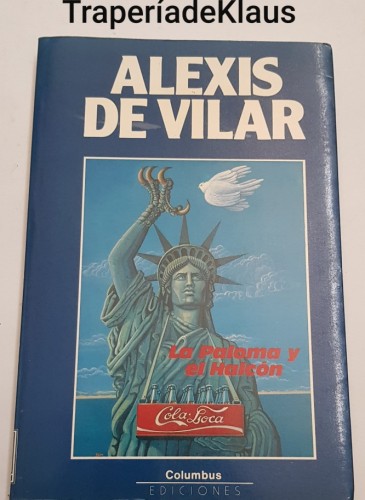 TraperíadeKlaus
ALEXIS
DE VILAR
La Paloma y
el Halcón
Cola-Loca
Columbus
EDICIONES